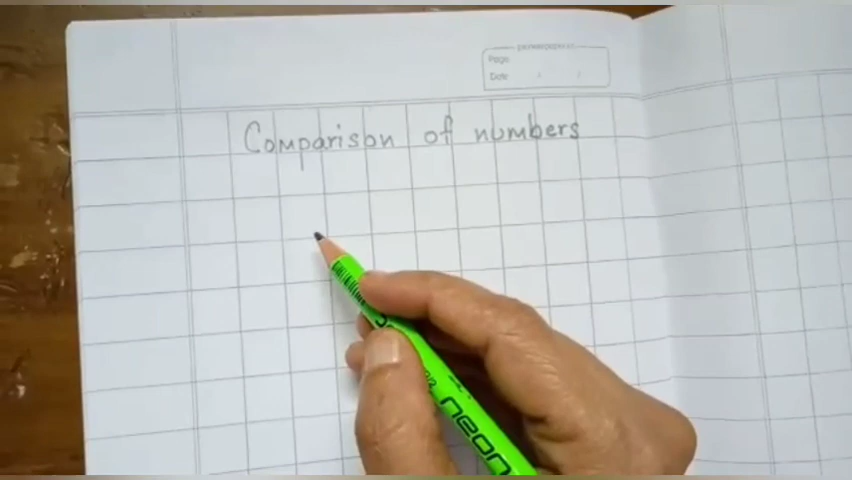 Page
Date / /
Comparison of numbers
neon